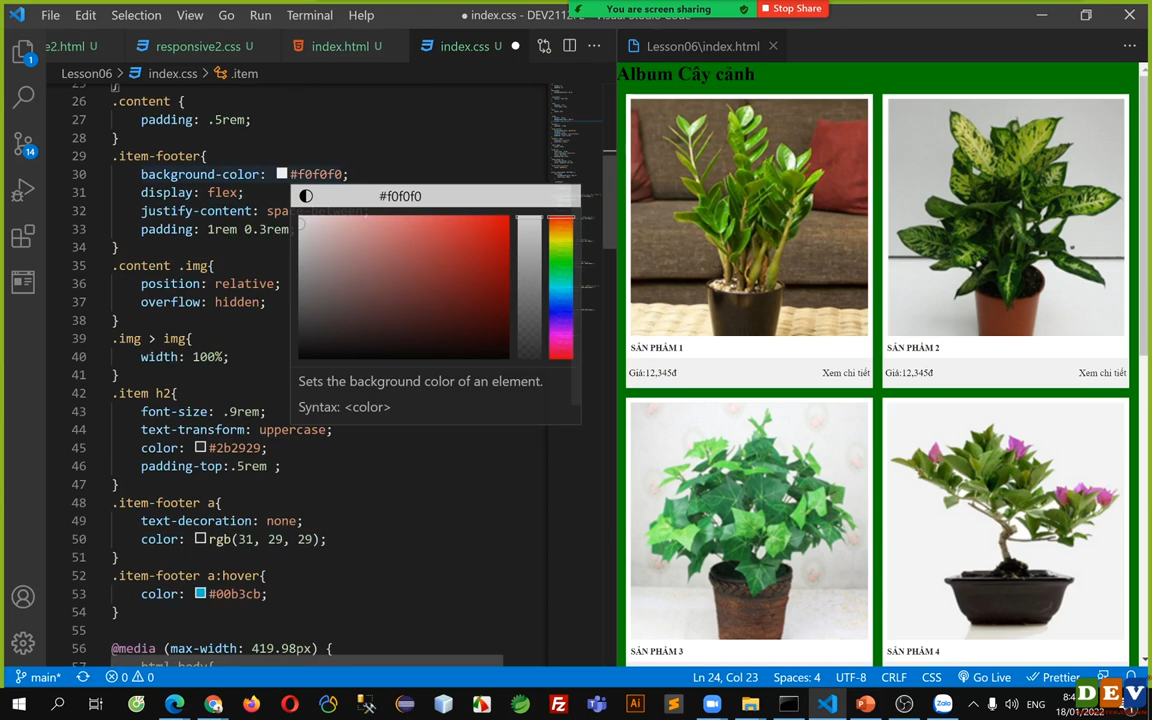 File Edit Selection View Go Run Terminal Help
● index.css - DEV2112
You are screen sharing
Stop Share
e2.html U
responsive2.css U
index.html U
index.css U
Lesson06\index.html
Lesson06 > index.css > .item
Album Cây cảnh
26 .content {
27 padding: .5rem;
28 }
29 .item-footer{
30 background-color: #f0f0f0;
31 display: flex;
32 justify-content: space-between;
33 padding: 1rem 0.3rem
34 }
35 .content .img{
36 position: relative;
37 overflow: hidden;
38 }
39 .img > img{
40 width: 100%;
41 }
42 .item h2{
43 font-size: .9rem;
44 text-transform: uppercase;
45 color: #2b2929;
46 padding-top:.5rem ;
47 }
48 .item-footer a{
49 text-decoration: none;
50 color: rgb(31, 29, 29);
51 }
52 .item-footer a:hover{
53 color: #00b3cb;
54 }
55
56 @media (max-width: 419.98px) {
57 html,body{
#f0f0f0
Sets the background color of an element.
Syntax: <color>
1
14
SẢN PHẨM 1
Giá:12,345đ
Xem chi tiết
SẢN PHẨM 2
Giá:12,345đ
Xem chi tiết
SẢN PHẨM 3
SẢN PHẨM 4
main*
0
0
Ln 24, Col 23
Spaces: 4
UTF-8
CRLF
CSS
Go Live
Prettier
Ai
Zalo
ENG
18/01/2022
DEV